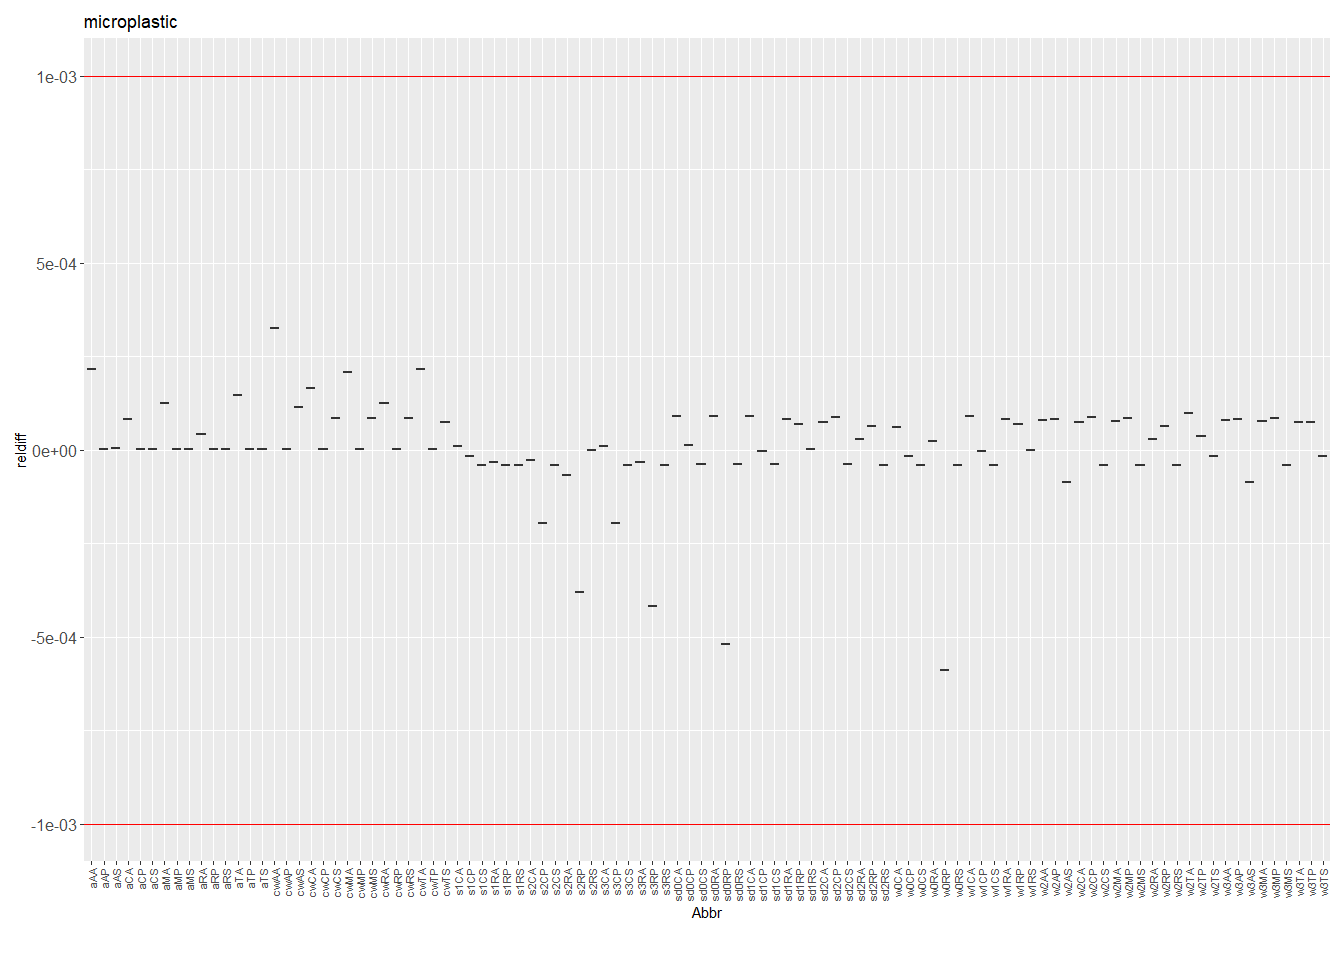 microplastic
1e-03
5e-04
0e+00
-5e-04
-1e-03
reldiff
aAA aAP aAS aCA aCP aCS aMA aMP aMS aRA aRP aRS aTA aTP aTS cwAA cwAP cwAS cwCA cwCP cwCS cwMA cwMP cwMS cwRA cwRP cwRS cwTA cwTP cwTS s1CA s1CP s1CS s1RA s1RP s1RS s2CA s2CP s2CS s2RA s2RP s2RS s3CA s3CP s3CS s3RA s3RP s3RS sd0CA sd0CP sd0CS sd0RA sd0RP sd0RS sd1CA sd1CP sd1CS sd1RA sd1RP sd1RS sd2CA sd2CP sd2CS sd2RA sd2RP sd2RS w0CA w0CP w0CS w0RA w0RP w0RS w1CA w1CP w1CS w1RA w1RP w1RS w2AA w2AP w2AS w2CA w2CP w2CS w2MA w2MP w2MS w2RA w2RP w2RS w2TA w2TP w2TS w3AA w3AP w3AS w3MA w3MP w3MS w3TA w3TP w3TS
Abbr